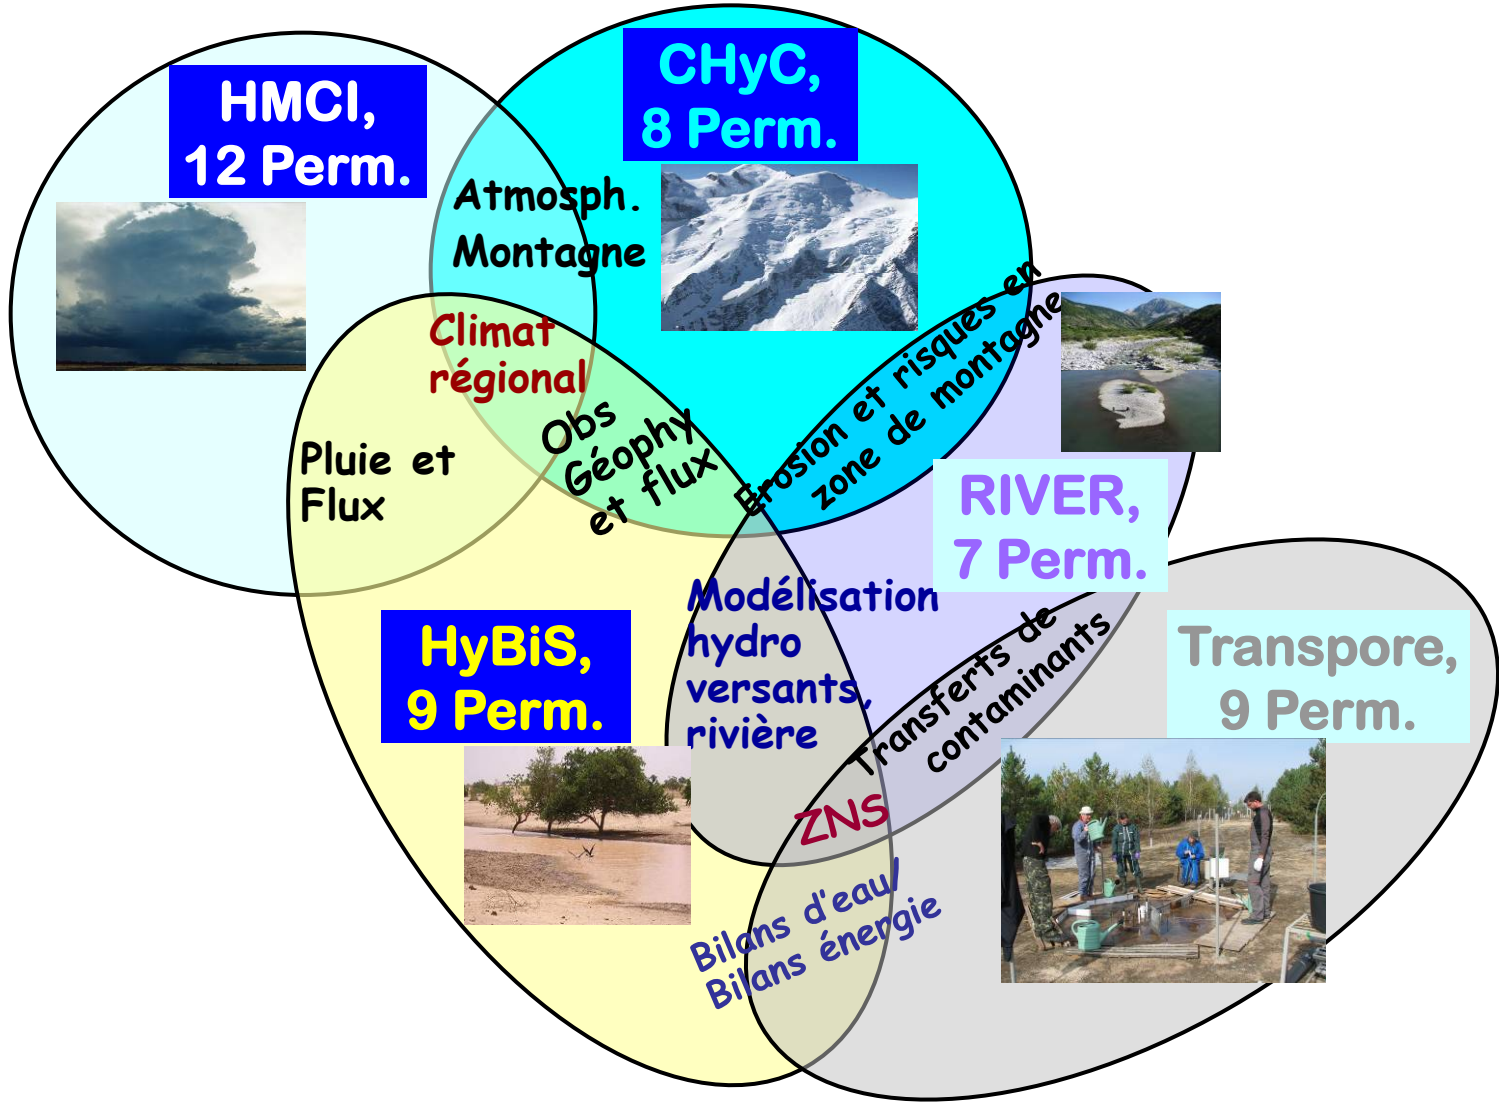 HMCI,
12 Perm.
CHyC,
8 Perm.
Atmosph.
Montagne
Climat
régional
Obs
Géophy
et flux
Erosion et risques en
zone de montagne
Pluie et
Flux
RIVER,
7 Perm.
HyBiS,
9 Perm.
Modélisation
hydro
versants,
rivière
Transferts de
contaminants
Transpore,
9 Perm.
ZNS
Bilans d'eau/
Bilans énergie